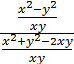 x² − y²
xy
x² + y² − 2xy
xy